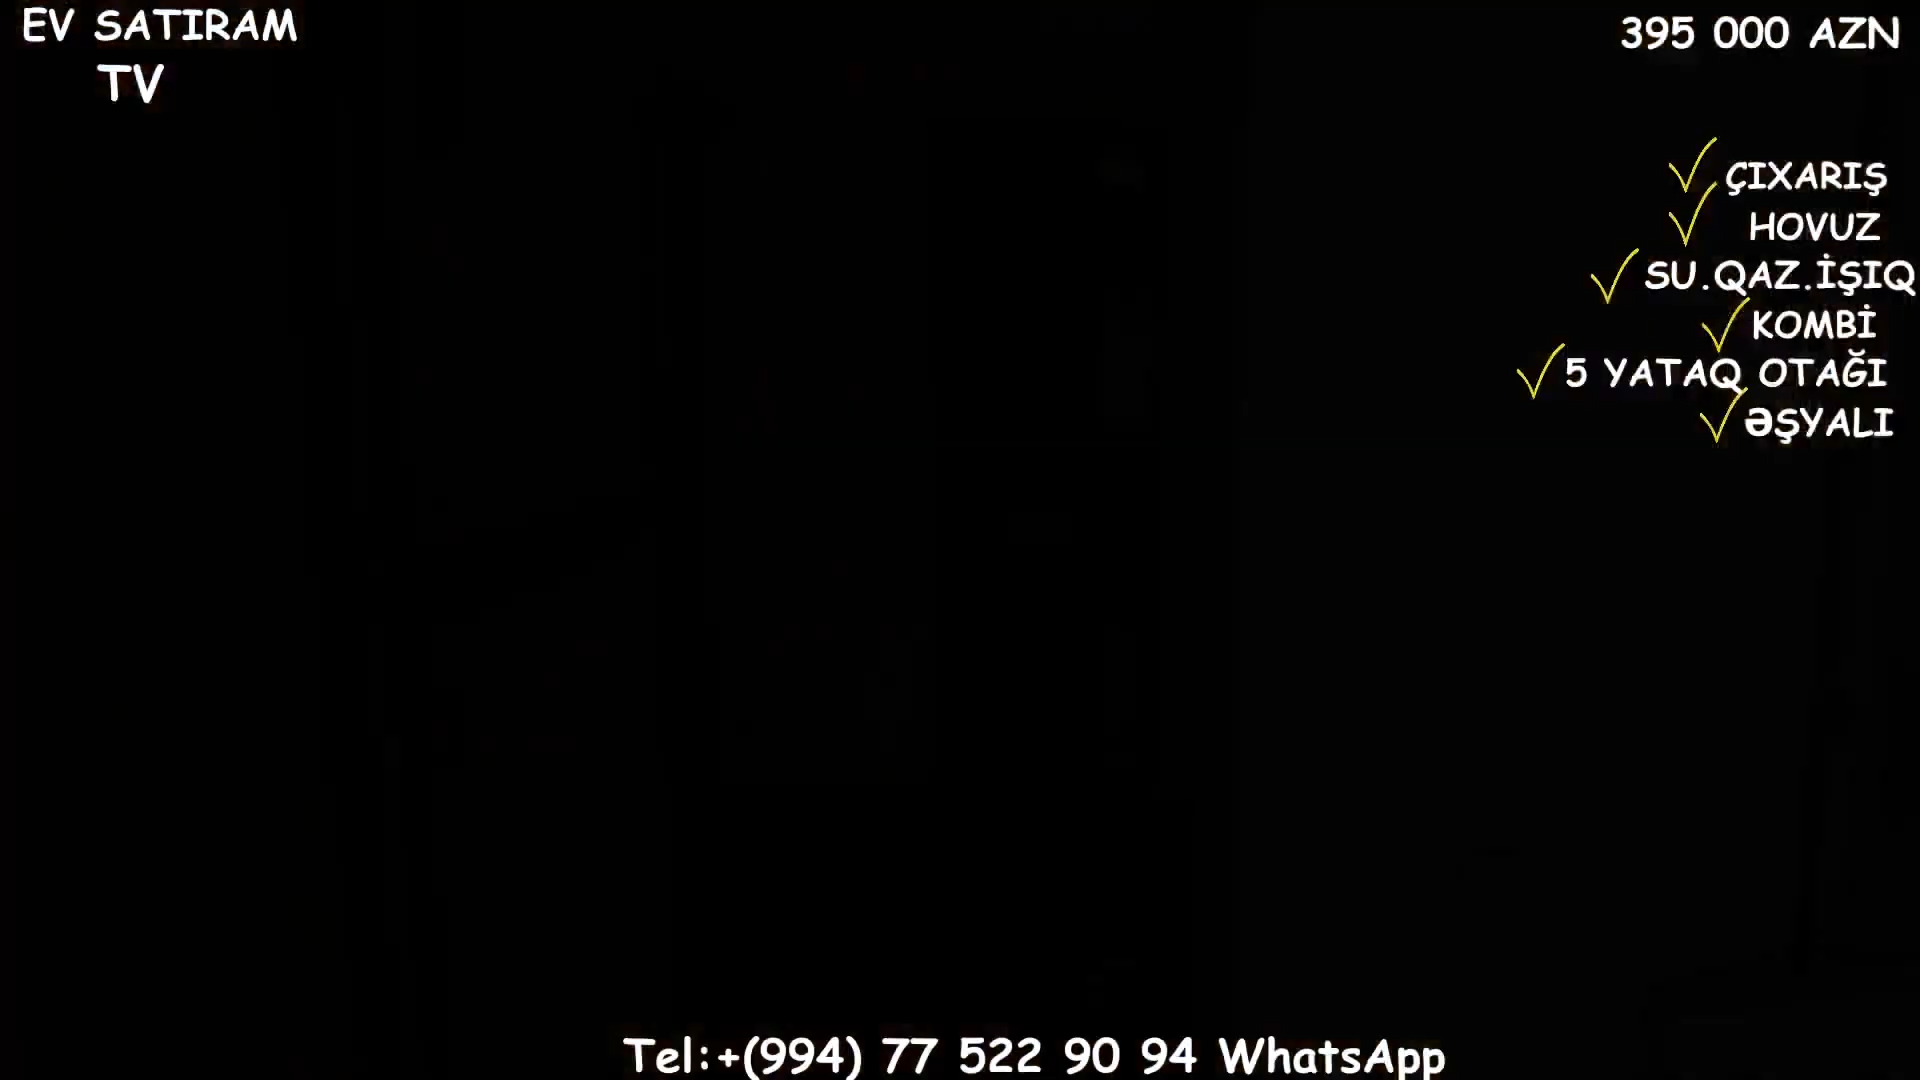 EV SATIRAM
TV
395 000 AZN
ÇIXARIŞ
HOVUZ
SU.QAZ.İŞIQ
KOMBİ
5 YATAQ OTAĞI
ƏŞYALI
Tel:+(994) 77 522 90 94 WhatsApp